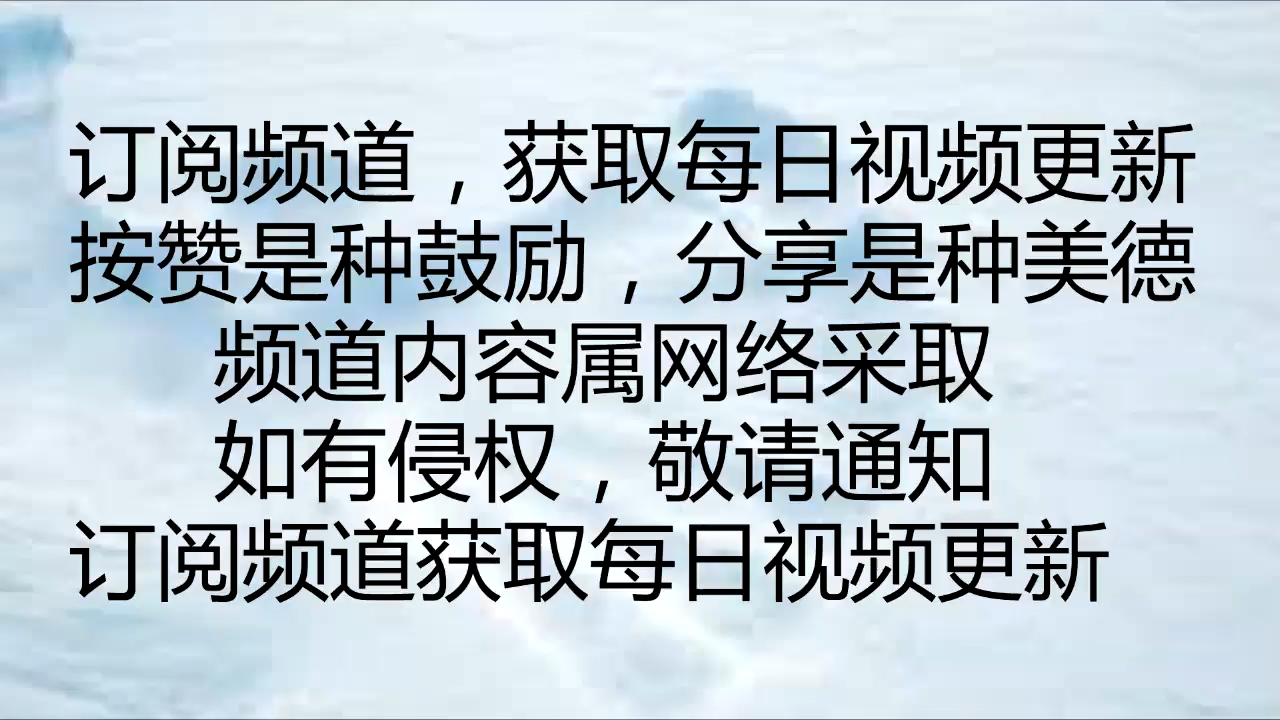 订阅频道，获取每日视频更新
按赞是种鼓励，分享是种美德
频道内容属网络采取
如有侵权，敬请通知
订阅频道获取每日视频更新